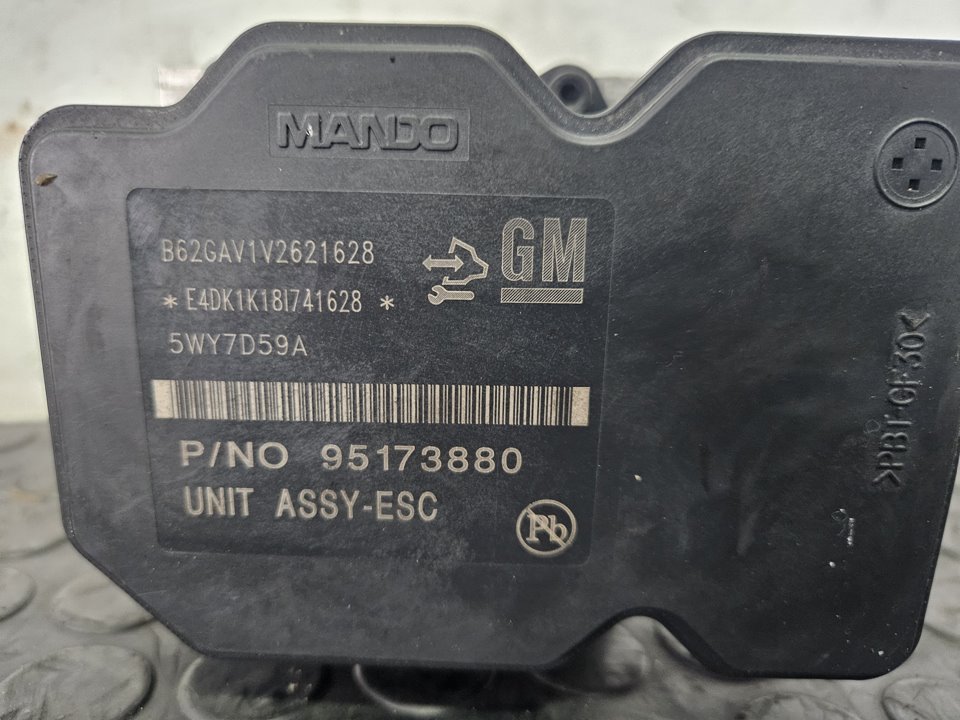 MANDO
B62GAV1V2621628
GM
* E4DK1K18I741628 *
5WY7D59A
P/NO 95173880
UNIT ASSY-ESC
Pb
>PBT-GF30<